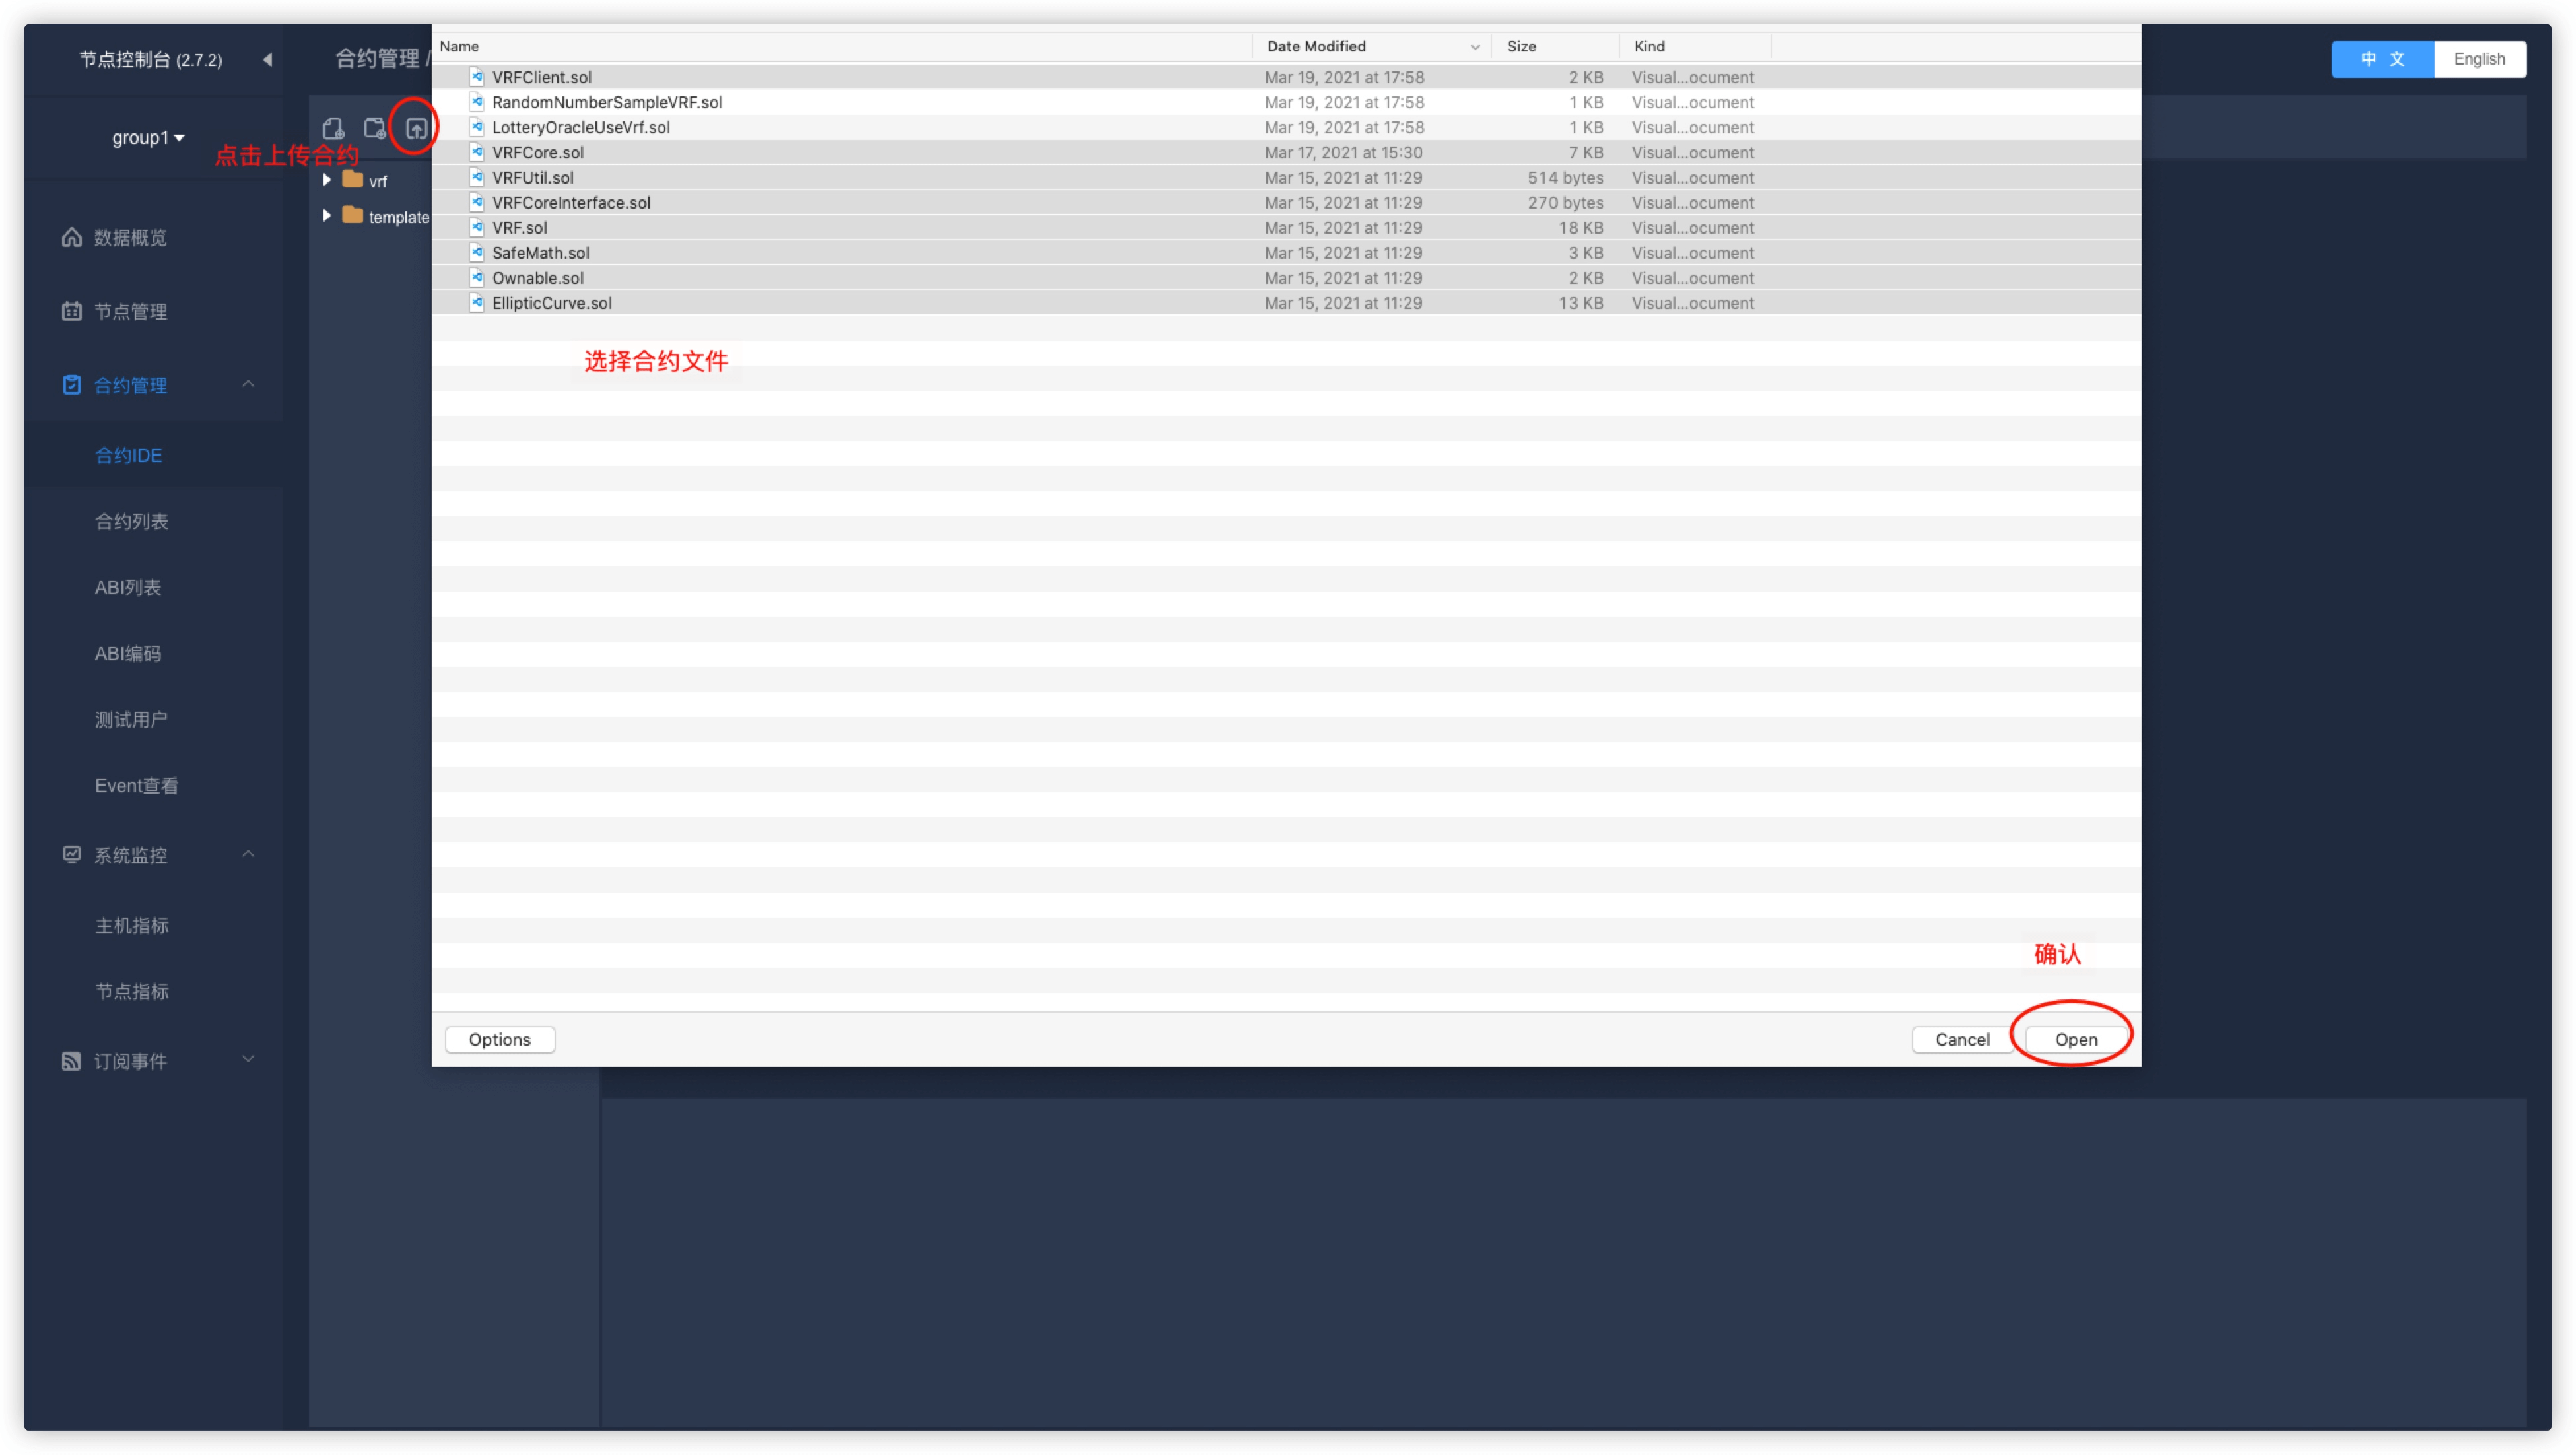 节点控制台 (2.7.2)
group1
数据概览
节点管理
合约管理
合约IDE
合约列表
ABI列表
ABI编码
测试用户
Event查看
系统监控
主机指标
节点指标
订阅事件
合约管理 /
中 文 English
点击上传合约
vrf
template
Name Date Modified Size Kind
VRFClient.sol Mar 19, 2021 at 17:58 2 KB Visual...ocument
RandomNumberSampleVRF.sol Mar 19, 2021 at 17:58 1 KB Visual...ocument
LotteryOracleUseVrf.sol Mar 19, 2021 at 17:58 1 KB Visual...ocument
VRFCore.sol Mar 17, 2021 at 15:30 7 KB Visual...ocument
VRFUtil.sol Mar 15, 2021 at 11:29 514 bytes Visual...ocument
VRFCoreInterface.sol Mar 15, 2021 at 11:29 270 bytes Visual...ocument
VRF.sol Mar 15, 2021 at 11:29 18 KB Visual...ocument
SafeMath.sol Mar 15, 2021 at 11:29 3 KB Visual...ocument
Ownable.sol Mar 15, 2021 at 11:29 2 KB Visual...ocument
EllipticCurve.sol Mar 15, 2021 at 11:29 13 KB Visual...ocument
选择合约文件
确认
Options Cancel Open